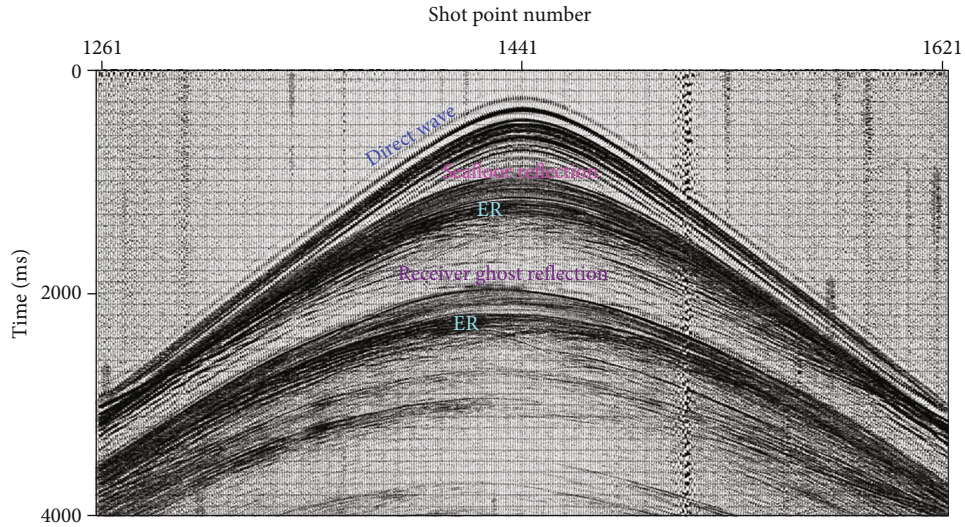 Shot point number
1261 1441 1621
0
Direct wave
Seafloor reflection
ER
Receiver ghost reflection
2000
ER
Time (ms)
4000